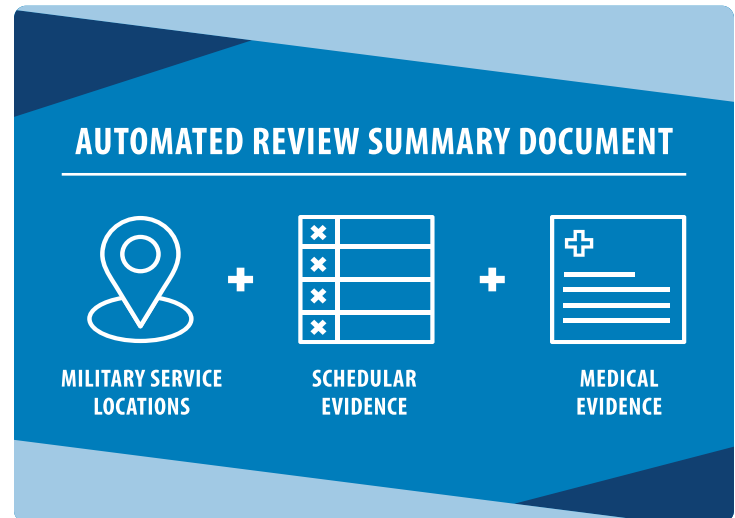 AUTOMATED REVIEW SUMMARY DOCUMENT
MILITARY SERVICE
LOCATIONS
SCHEDULAR
EVIDENCE
MEDICAL
EVIDENCE